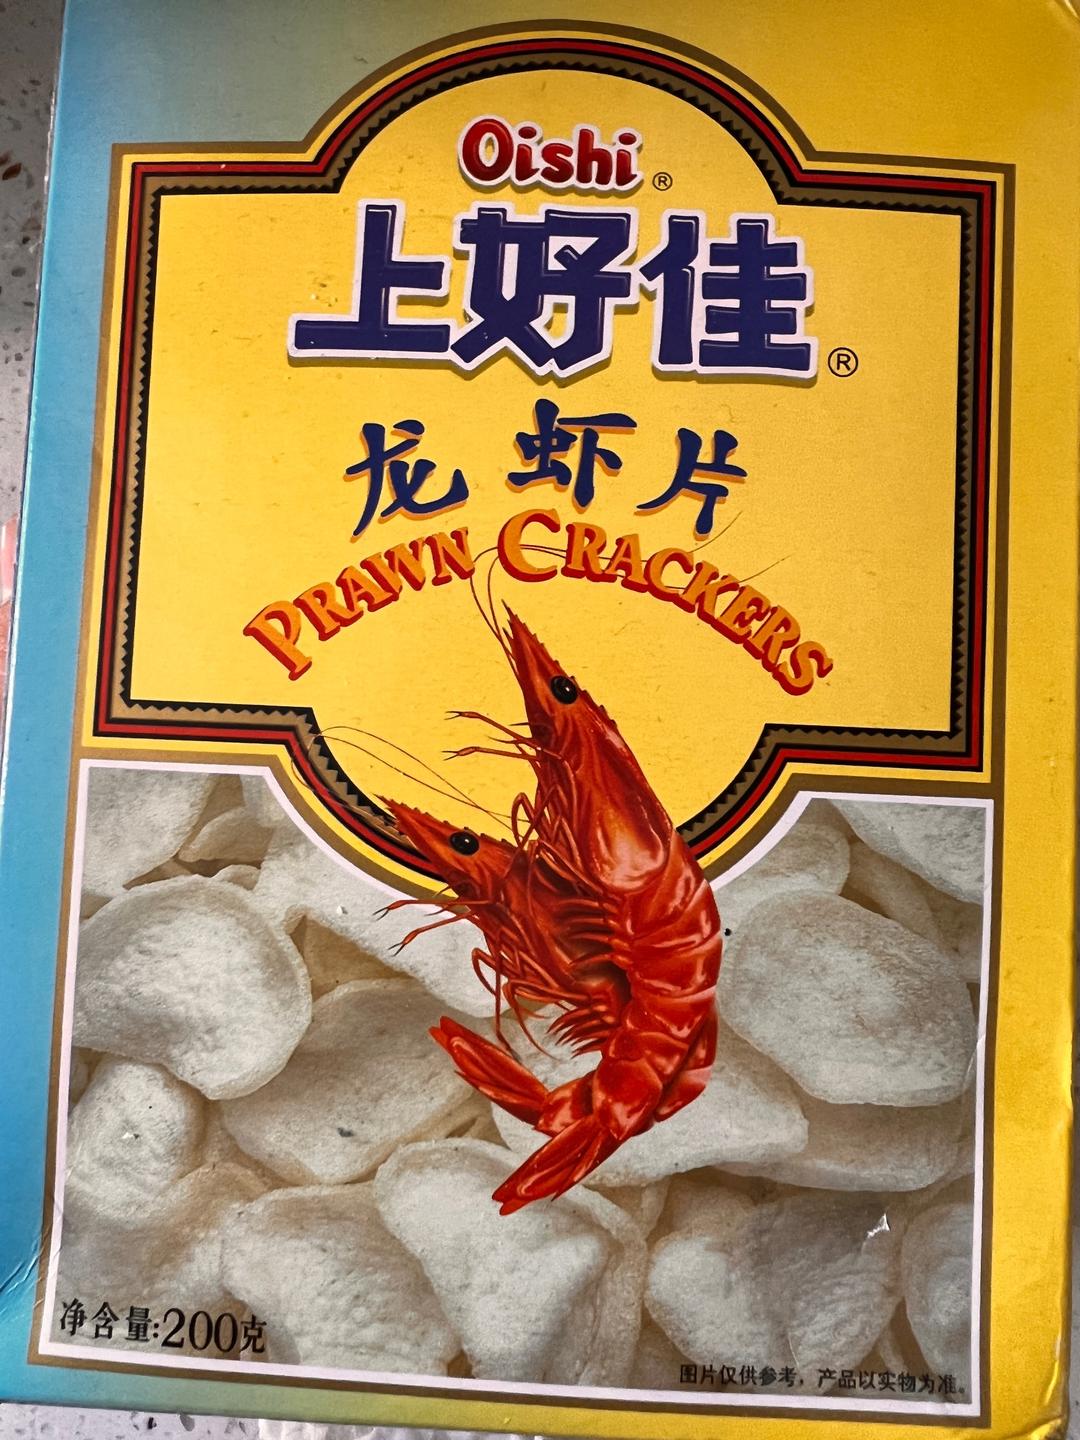 Oishi®
上好佳®
龙虾片
PRAWN CRACKERS
净含量:200克
图片仅供参考，产品以实物为准。